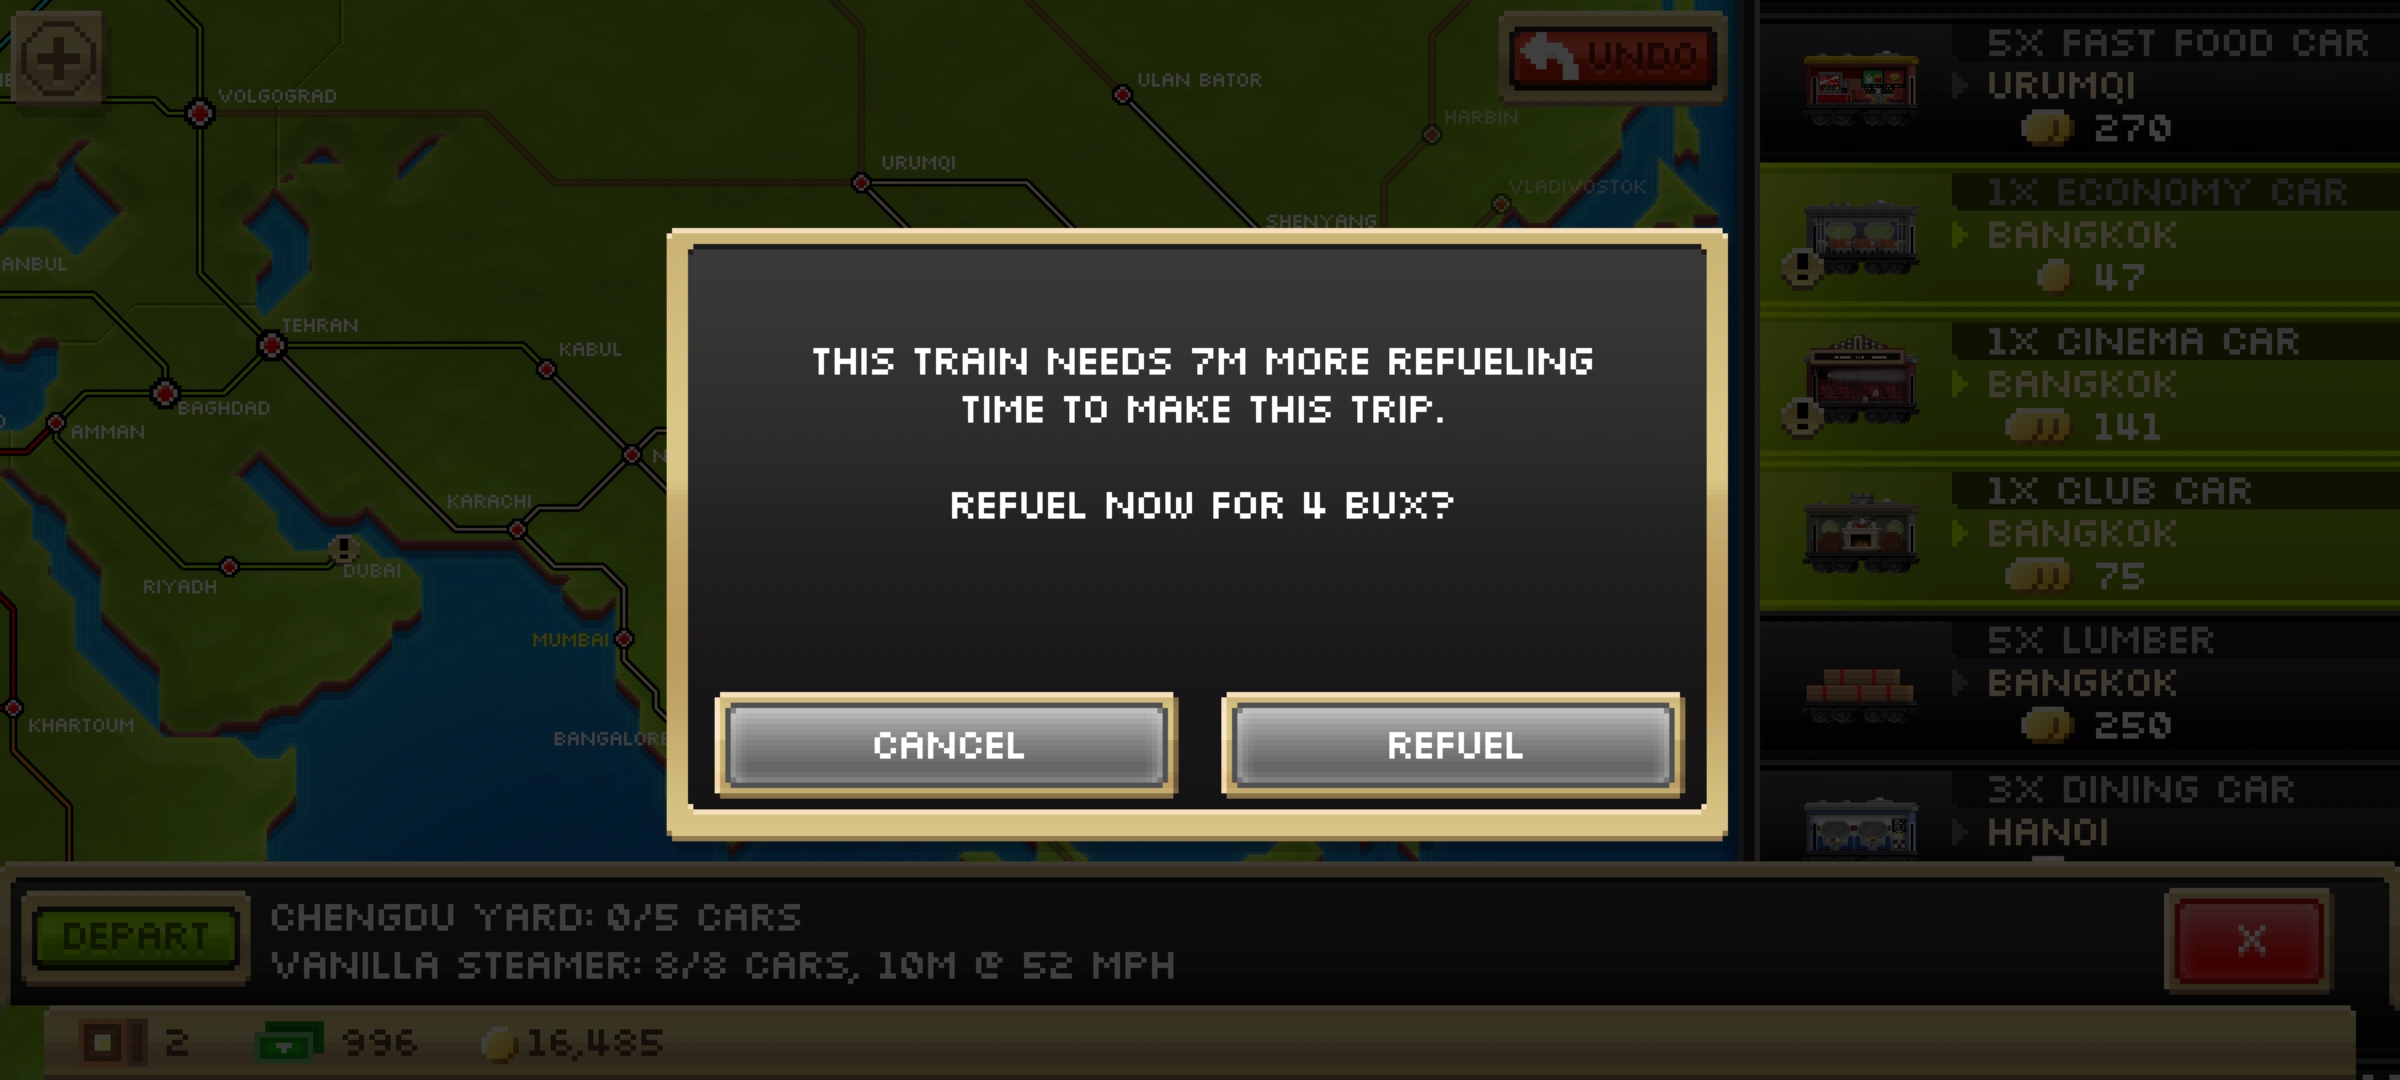 VOLGOGRAD
ULAN BATOR
UNDO
HARBIN
URUMQI
VLADIVOSTOK
SHENYANG
ANBUL
TEHRAN
KABUL
BAGHDAD
AMMAN
N
KARACHI
DUBAI
RIYADH
MUMBAI
KHARTOUM
BANGALORE
THIS TRAIN NEEDS 7M MORE REFUELING
TIME TO MAKE THIS TRIP.
REFUEL NOW FOR 4 BUX?
CANCEL
REFUEL
5X FAST FOOD CAR
URUMQI
270
1X ECONOMY CAR
BANGKOK
47
1X CINEMA CAR
BANGKOK
141
1X CLUB CAR
BANGKOK
75
5X LUMBER
BANGKOK
250
3X DINING CAR
HANOI
DEPART
CHENGDU YARD: 0/5 CARS
VANILLA STEAMER: 8/8 CARS, 10M @ 52 MPH
X
2
996
16,485